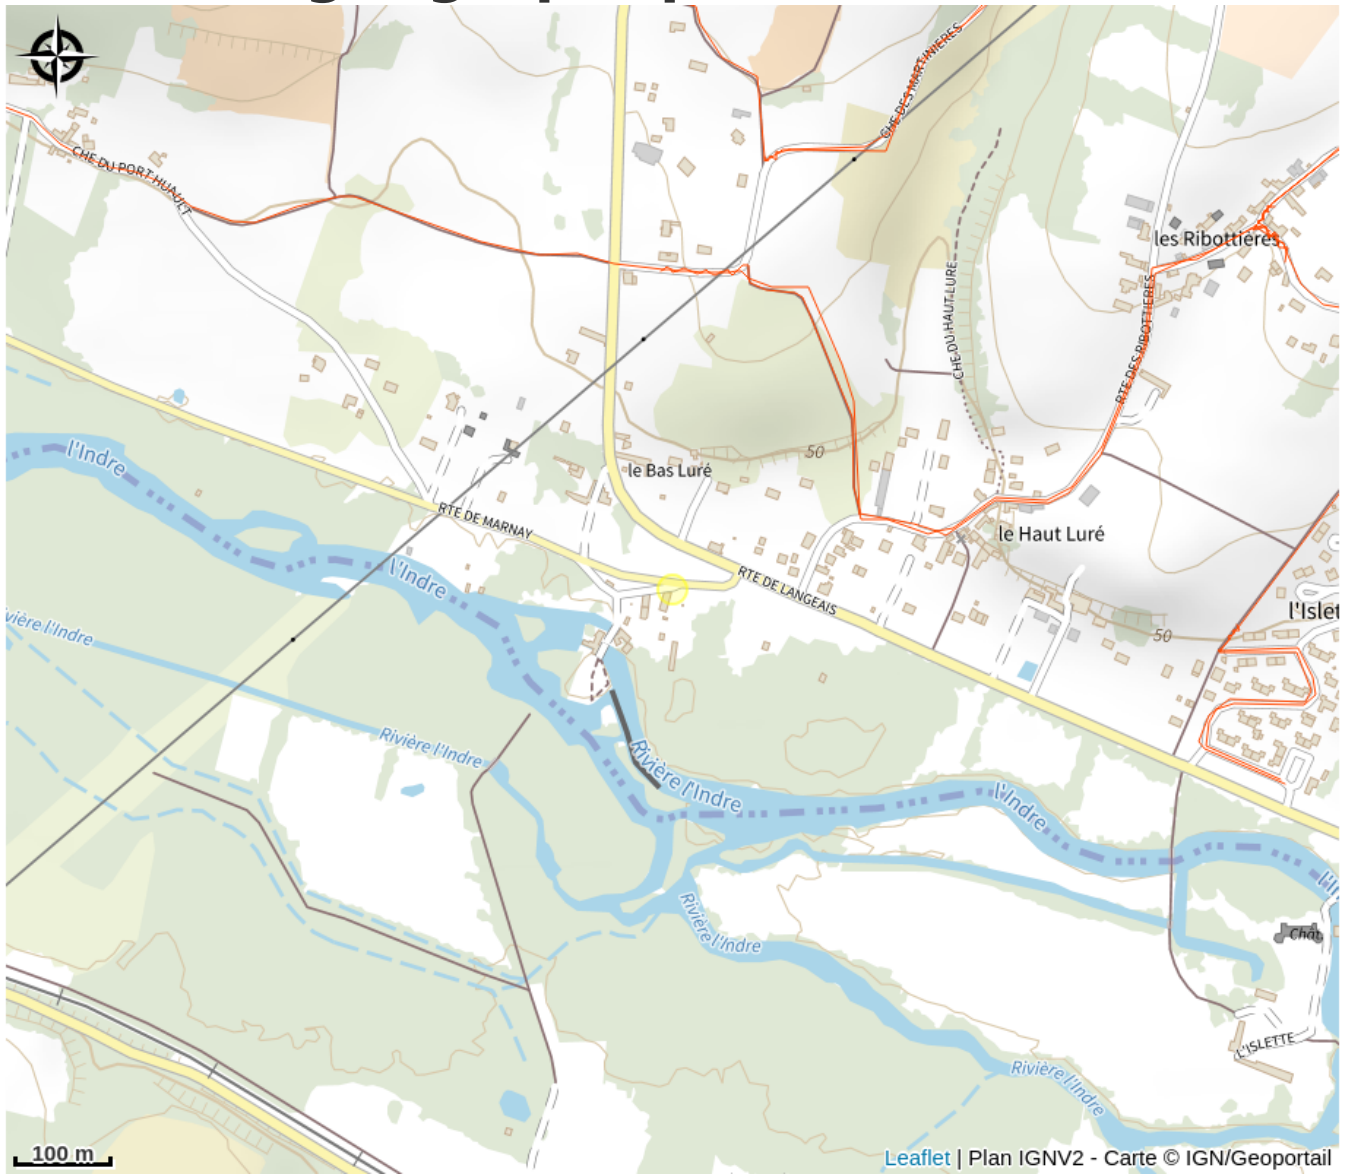 CHE DES MARTINIÈRES
CHE DU PORT HUAULT
les Ribottières
CHE DU HAUT LURÉ
RTE DES RIBOTTIÈRES
l'Indre
50
le Bas Luré
RTE DE MARNAY
le Haut Luré
l'Indre
RTE DE LANGEAIS
l'Islet
50
vière l'Indre
Rivière l'Indre
Rivière l'Indre
l'Indre
l'In
Rivière l'Indre
Chât.
L'ISLETTE
Rivière l'Indre
100 m
Leaflet | Plan IGNV2 - Carte © IGN/Geoportail